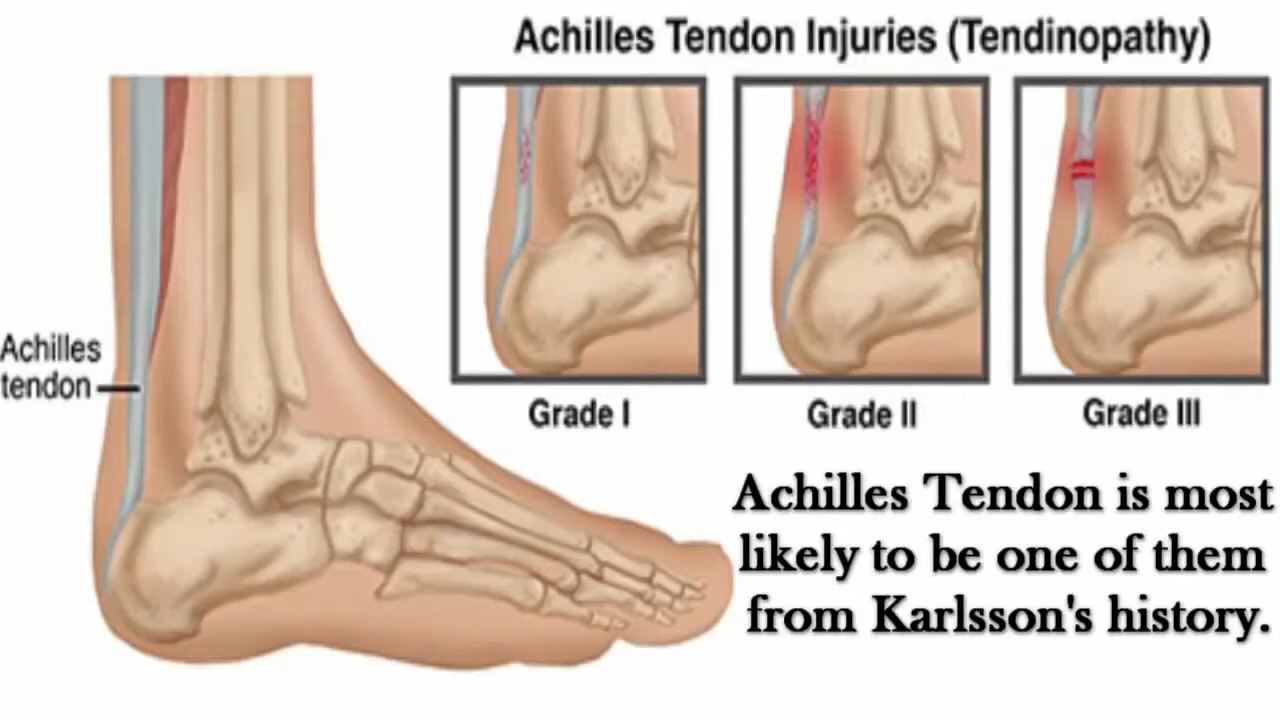 Achilles Tendon Injuries (Tendinopathy)
Achilles
tendon
Grade I
Grade II
Grade III
Achilles Tendon is most
likely to be one of them
from Karlsson's history.